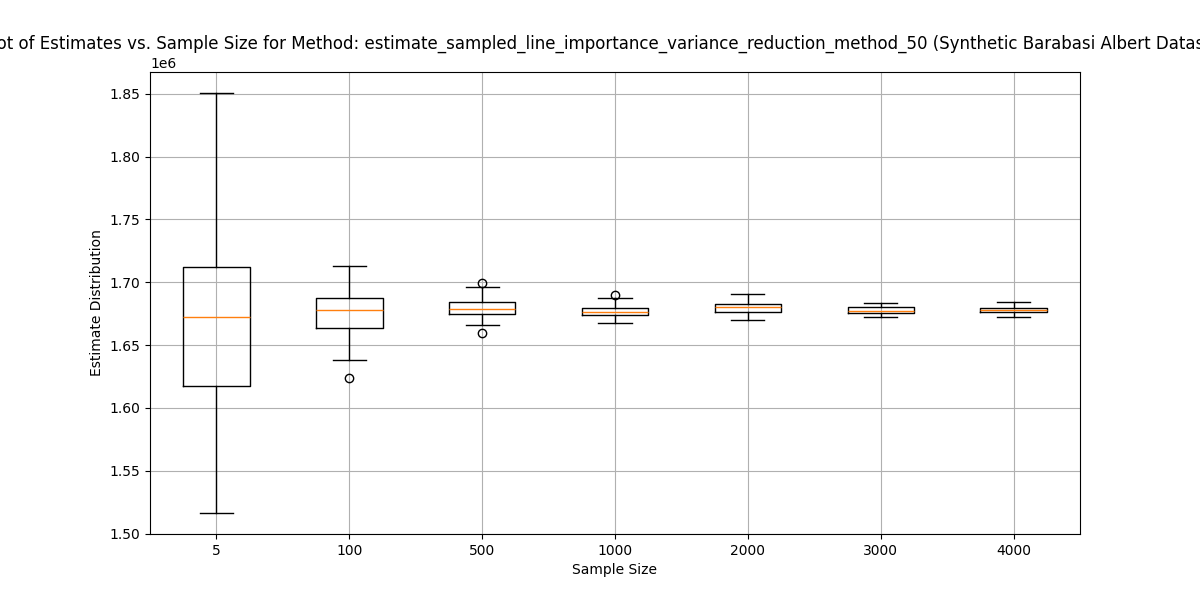 ot of Estimates vs. Sample Size for Method: estimate_sampled_line_importance_variance_reduction_method_50 (Synthetic Barabasi Albert Datas
1e6
1.85
1.80
1.75
1.70
1.65
1.60
1.55
1.50
Estimate Distribution
5 100 500 1000 2000 3000 4000
Sample Size